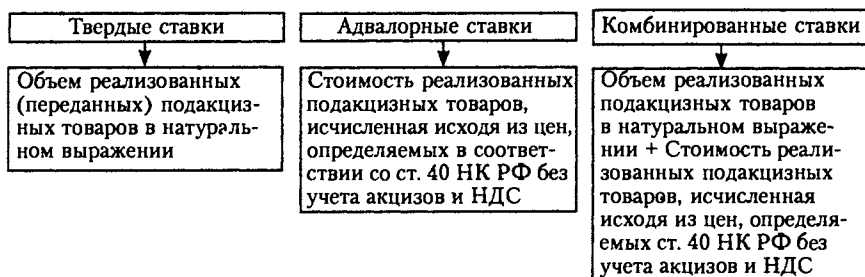 Твердые ставки
Объем реализованных
(переданных) подакциз-
ных товаров в натураль-
ном выражении
Адвалорные ставки
Стоимость реализованных
подакцизных товаров,
исчисленная исходя из цен,
определяемых в соответ-
ствии со ст. 40 НК РФ без
учета акцизов и НДС
Комбинированные ставки
Объем реализованных
подакцизных товаров
в натуральном выраже-
нии + Стоимость реали-
зованных подакцизных
товаров, исчисленная
исходя из цен, определя-
емых ст. 40 НК РФ без
учета акцизов и НДС